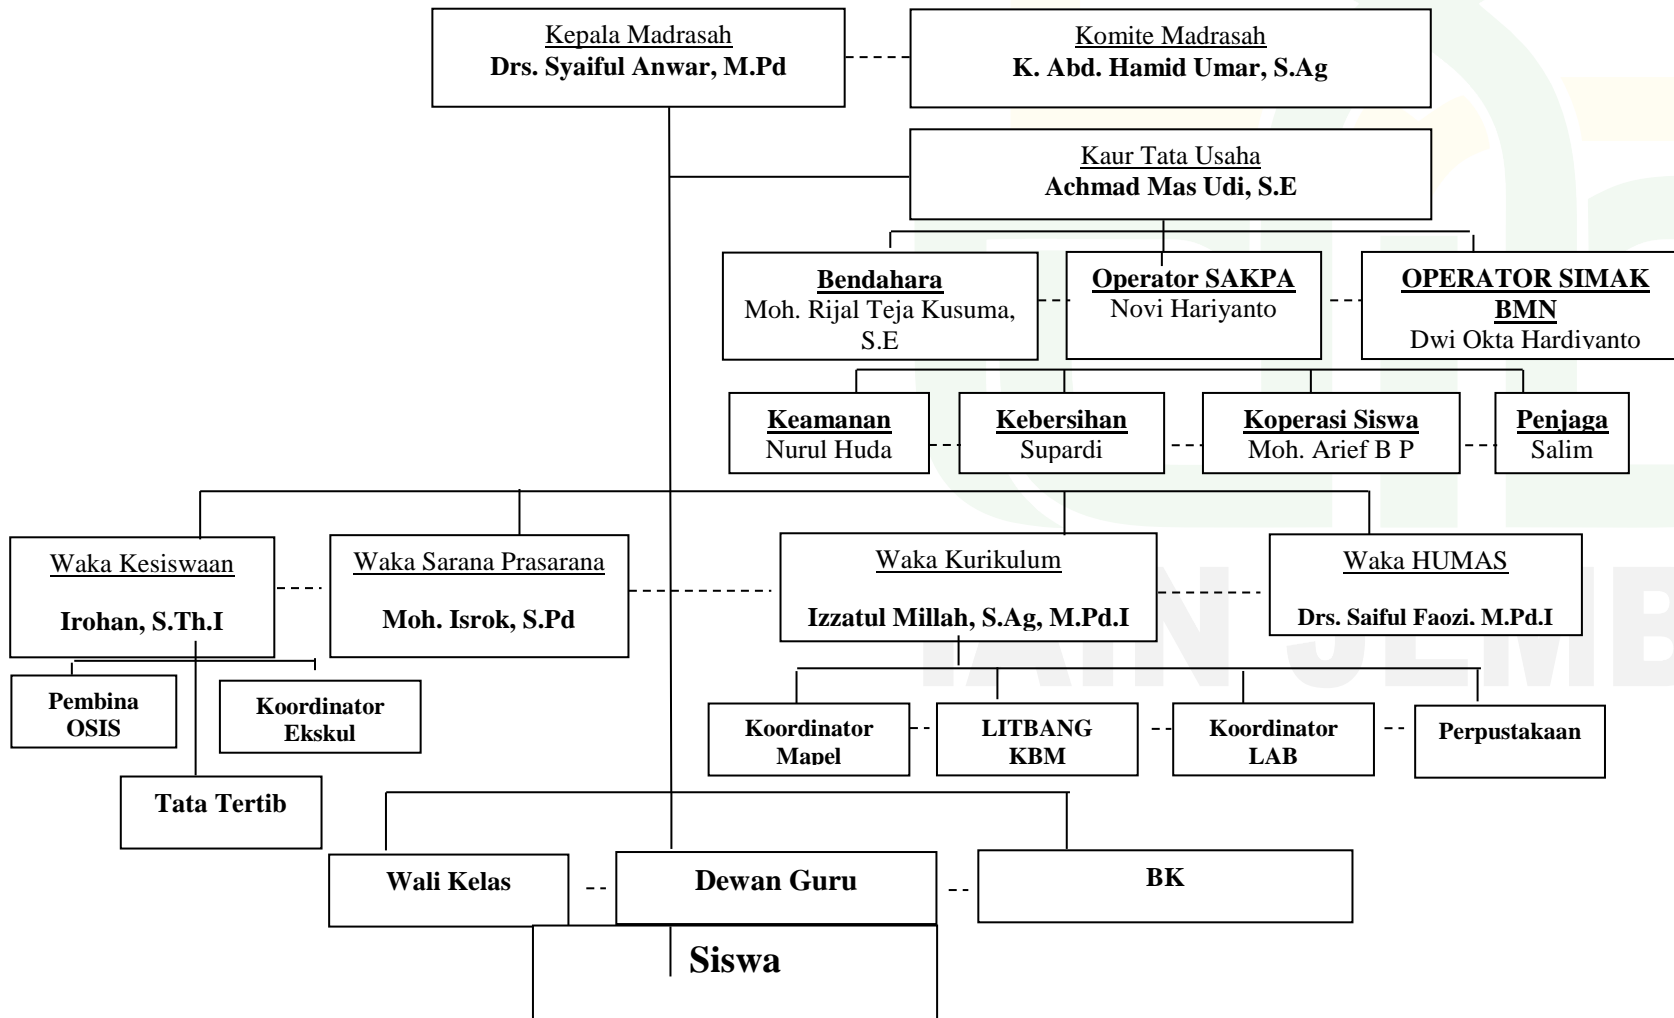 Kepala Madrasah
Drs. Syaiful Anwar, M.Pd
Komite Madrasah
K. Abd. Hamid Umar, S.Ag
Kaur Tata Usaha
Achmad Mas Udi, S.E
Bendahara
Moh. Rijal Teja Kusuma,
S.E
Operator SAKPA
Novi Hariyanto
OPERATOR SIMAK
BMN
Dwi Okta Hardivanto
Keamanan
Nurul Huda
Kebersihan
Supardi
Koperasi Siswa
Moh. Arief B P
Penjaga
Salim
Waka Kesiswaan
Irohan, S.Th.I
Waka Sarana Prasarana
Moh. Isrok, S.Pd
Waka Kurikulum
Izzatul Millah, S.Ag, M.Pd.I
Waka HUMAS
Drs. Saiful Faozi. M.Pd.I
Pembina
OSIS
Koordinator
Ekskul
Tata Tertib
Koordinator
Mapel
LITBANG
KBM
Koordinator
LAB
Perpustakaan
Wali Kelas
Dewan Guru
BK
Siswa
IAIN JEMB